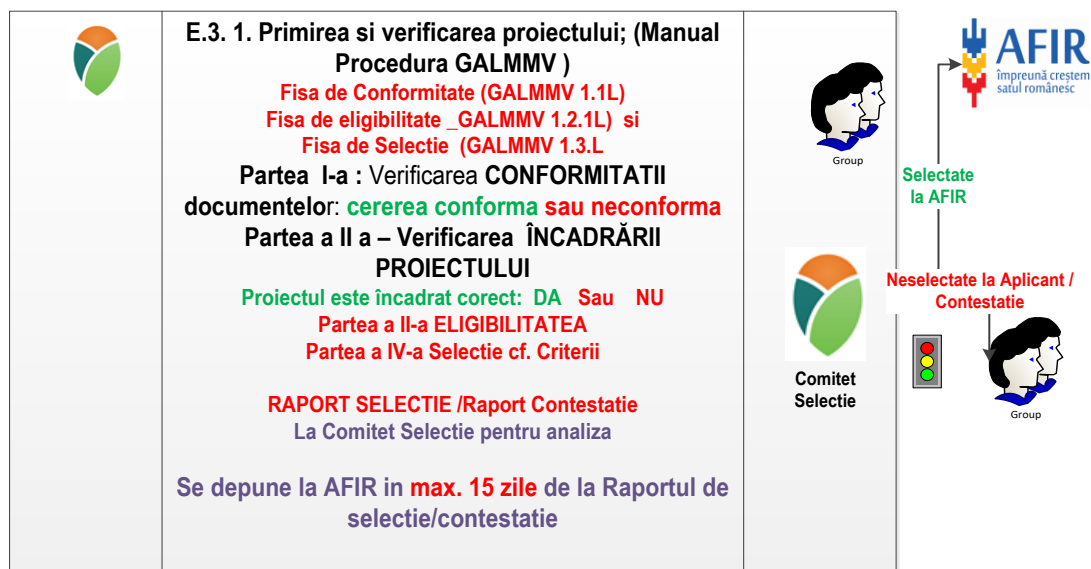 E.3. 1. Primirea si verificarea proiectului; (Manual
Procedura GALMMV )
Fisa de Conformitate (GALMMV 1.1L)
Fisa de eligibilitate _GALMMV 1.2.1L) si
Fisa de Selectie (GALMMV 1.3.L
Partea I-a : Verificarea CONFORMITATII
documentelor: cererea conforma sau neconforma
Partea a II a – Verificarea ÎNCADRĂRII
PROIECTULUI
Proiectul este încadrat corect: DA Sau NU
Partea a II-a ELIGIBILITATEA
Partea a IV-a Selectie cf. Criterii
RAPORT SELECTIE /Raport Contestatie
La Comitet Selectie pentru analiza
Se depune la AFIR in max. 15 zile de la Raportul de
selectie/contestatie
Group
Comitet
Selectie
AFIR
împreună creștem
satul românesc
Selectate
la AFIR
Neselectate la Aplicant /
Contestatie
Group